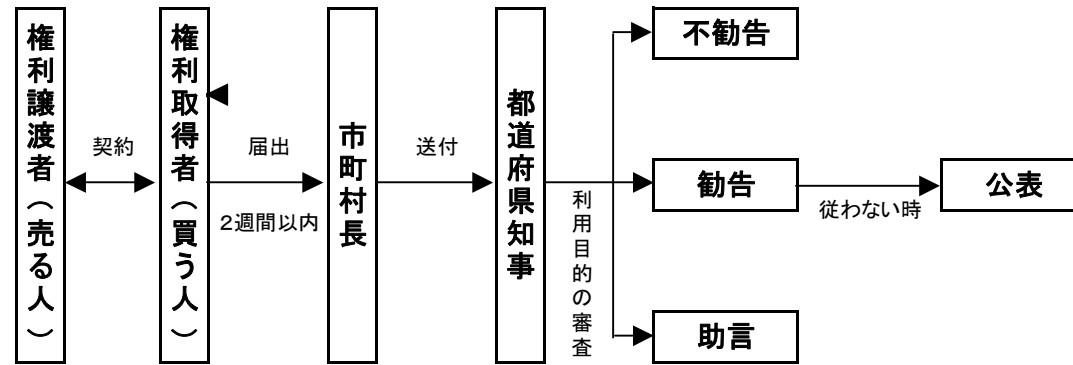 権利譲渡者（売る人）
契約
権利取得者（買う人）
届出
2週間以内
市町村長
送付
都道府県知事
利用目的の審査
不勧告
勧告
従わない時
公表
助言